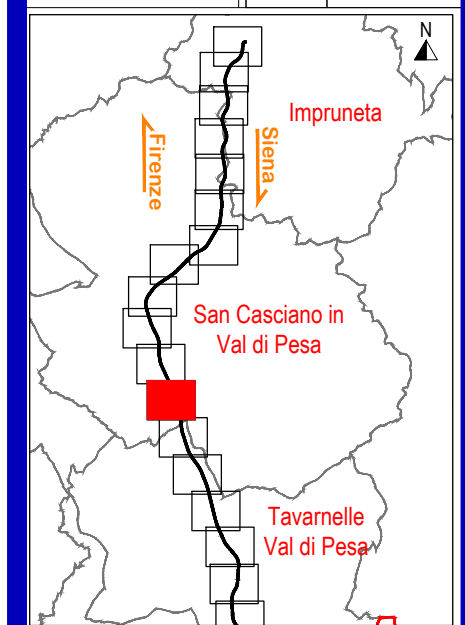 N
Impruneta
Firenze
Siena
San Casciano in
Val di Pesa
Tavarnelle
Val di Pesa